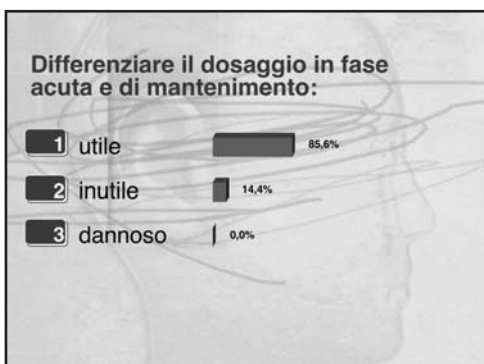 Differenziare il dosaggio in fase
acuta e di mantenimento:
1 utile 85,6%
2 inutile 14,4%
3 dannoso 0,0%